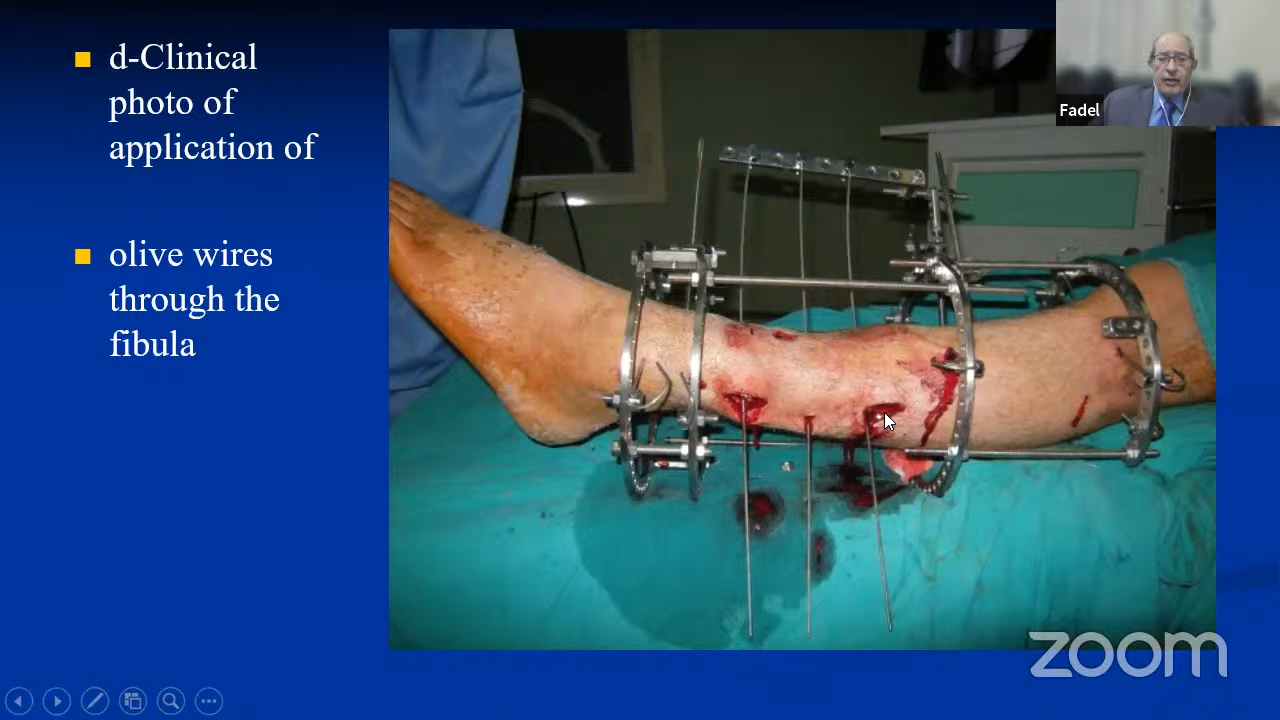 d-Clinical
photo of
application of
olive wires
through the
fibula
Fadel
zoom